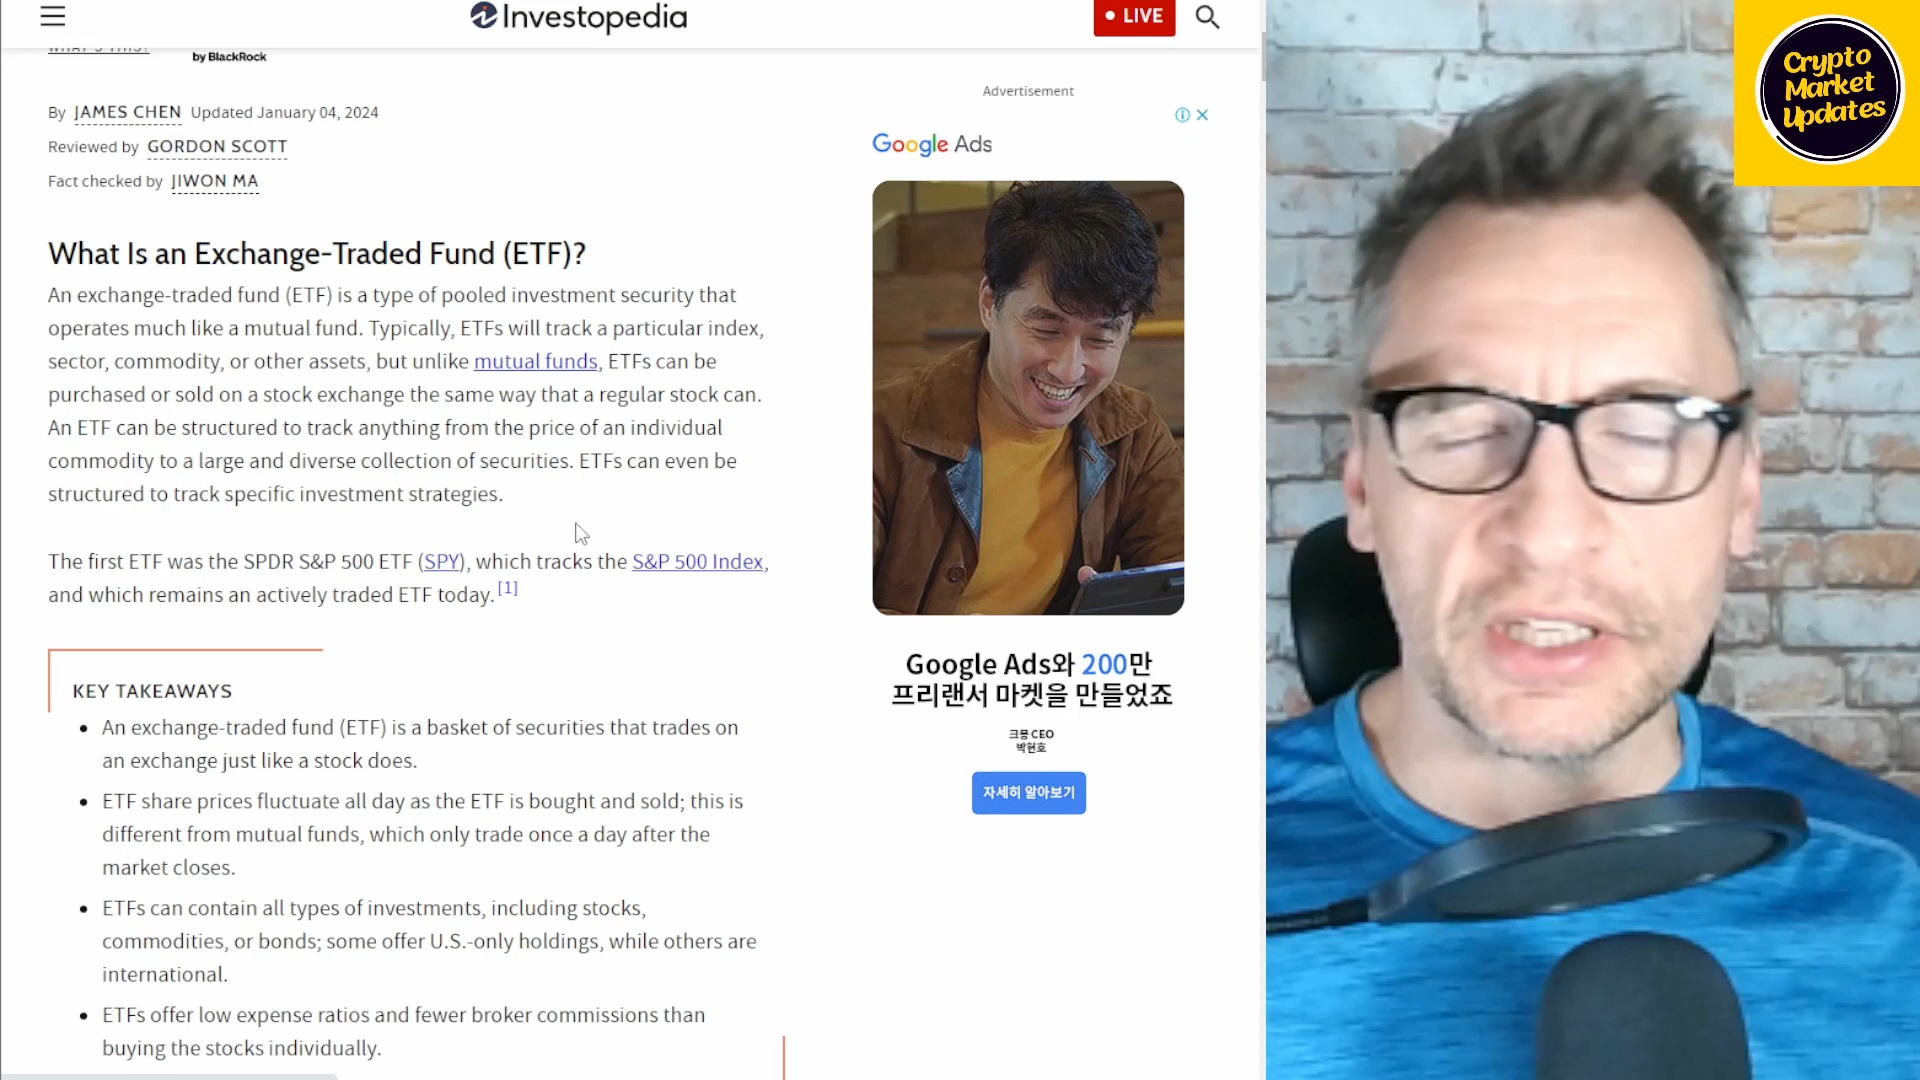 Investopedia
LIVE
WHAT'S THIS?
by BlackRock
By JAMES CHEN Updated January 04, 2024
Reviewed by GORDON SCOTT
Fact checked by JIWON MA
What Is an Exchange-Traded Fund (ETF)?
An exchange-traded fund (ETF) is a type of pooled investment security that
operates much like a mutual fund. Typically, ETFs will track a particular index,
sector, commodity, or other assets, but unlike mutual funds, ETFs can be
purchased or sold on a stock exchange the same way that a regular stock can.
An ETF can be structured to track anything from the price of an individual
commodity to a large and diverse collection of securities. ETFs can even be
structured to track specific investment strategies.
The first ETF was the SPDR S&P 500 ETF (SPY), which tracks the S&P 500 Index,
and which remains an actively traded ETF today. [1]
KEY TAKEAWAYS
• An exchange-traded fund (ETF) is a basket of securities that trades on
an exchange just like a stock does.
• ETF share prices fluctuate all day as the ETF is bought and sold; this is
different from mutual funds, which only trade once a day after the
market closes.
• ETFs can contain all types of investments, including stocks,
commodities, or bonds; some offer U.S.-only holdings, while others are
international.
• ETFs offer low expense ratios and fewer broker commissions than
buying the stocks individually.
Advertisement
Google Ads
Google Ads와 200만
프리랜서 마켓을 만들었죠
크몽 CEO
박현호
자세히 알아보기
Crypto
Market
Updates